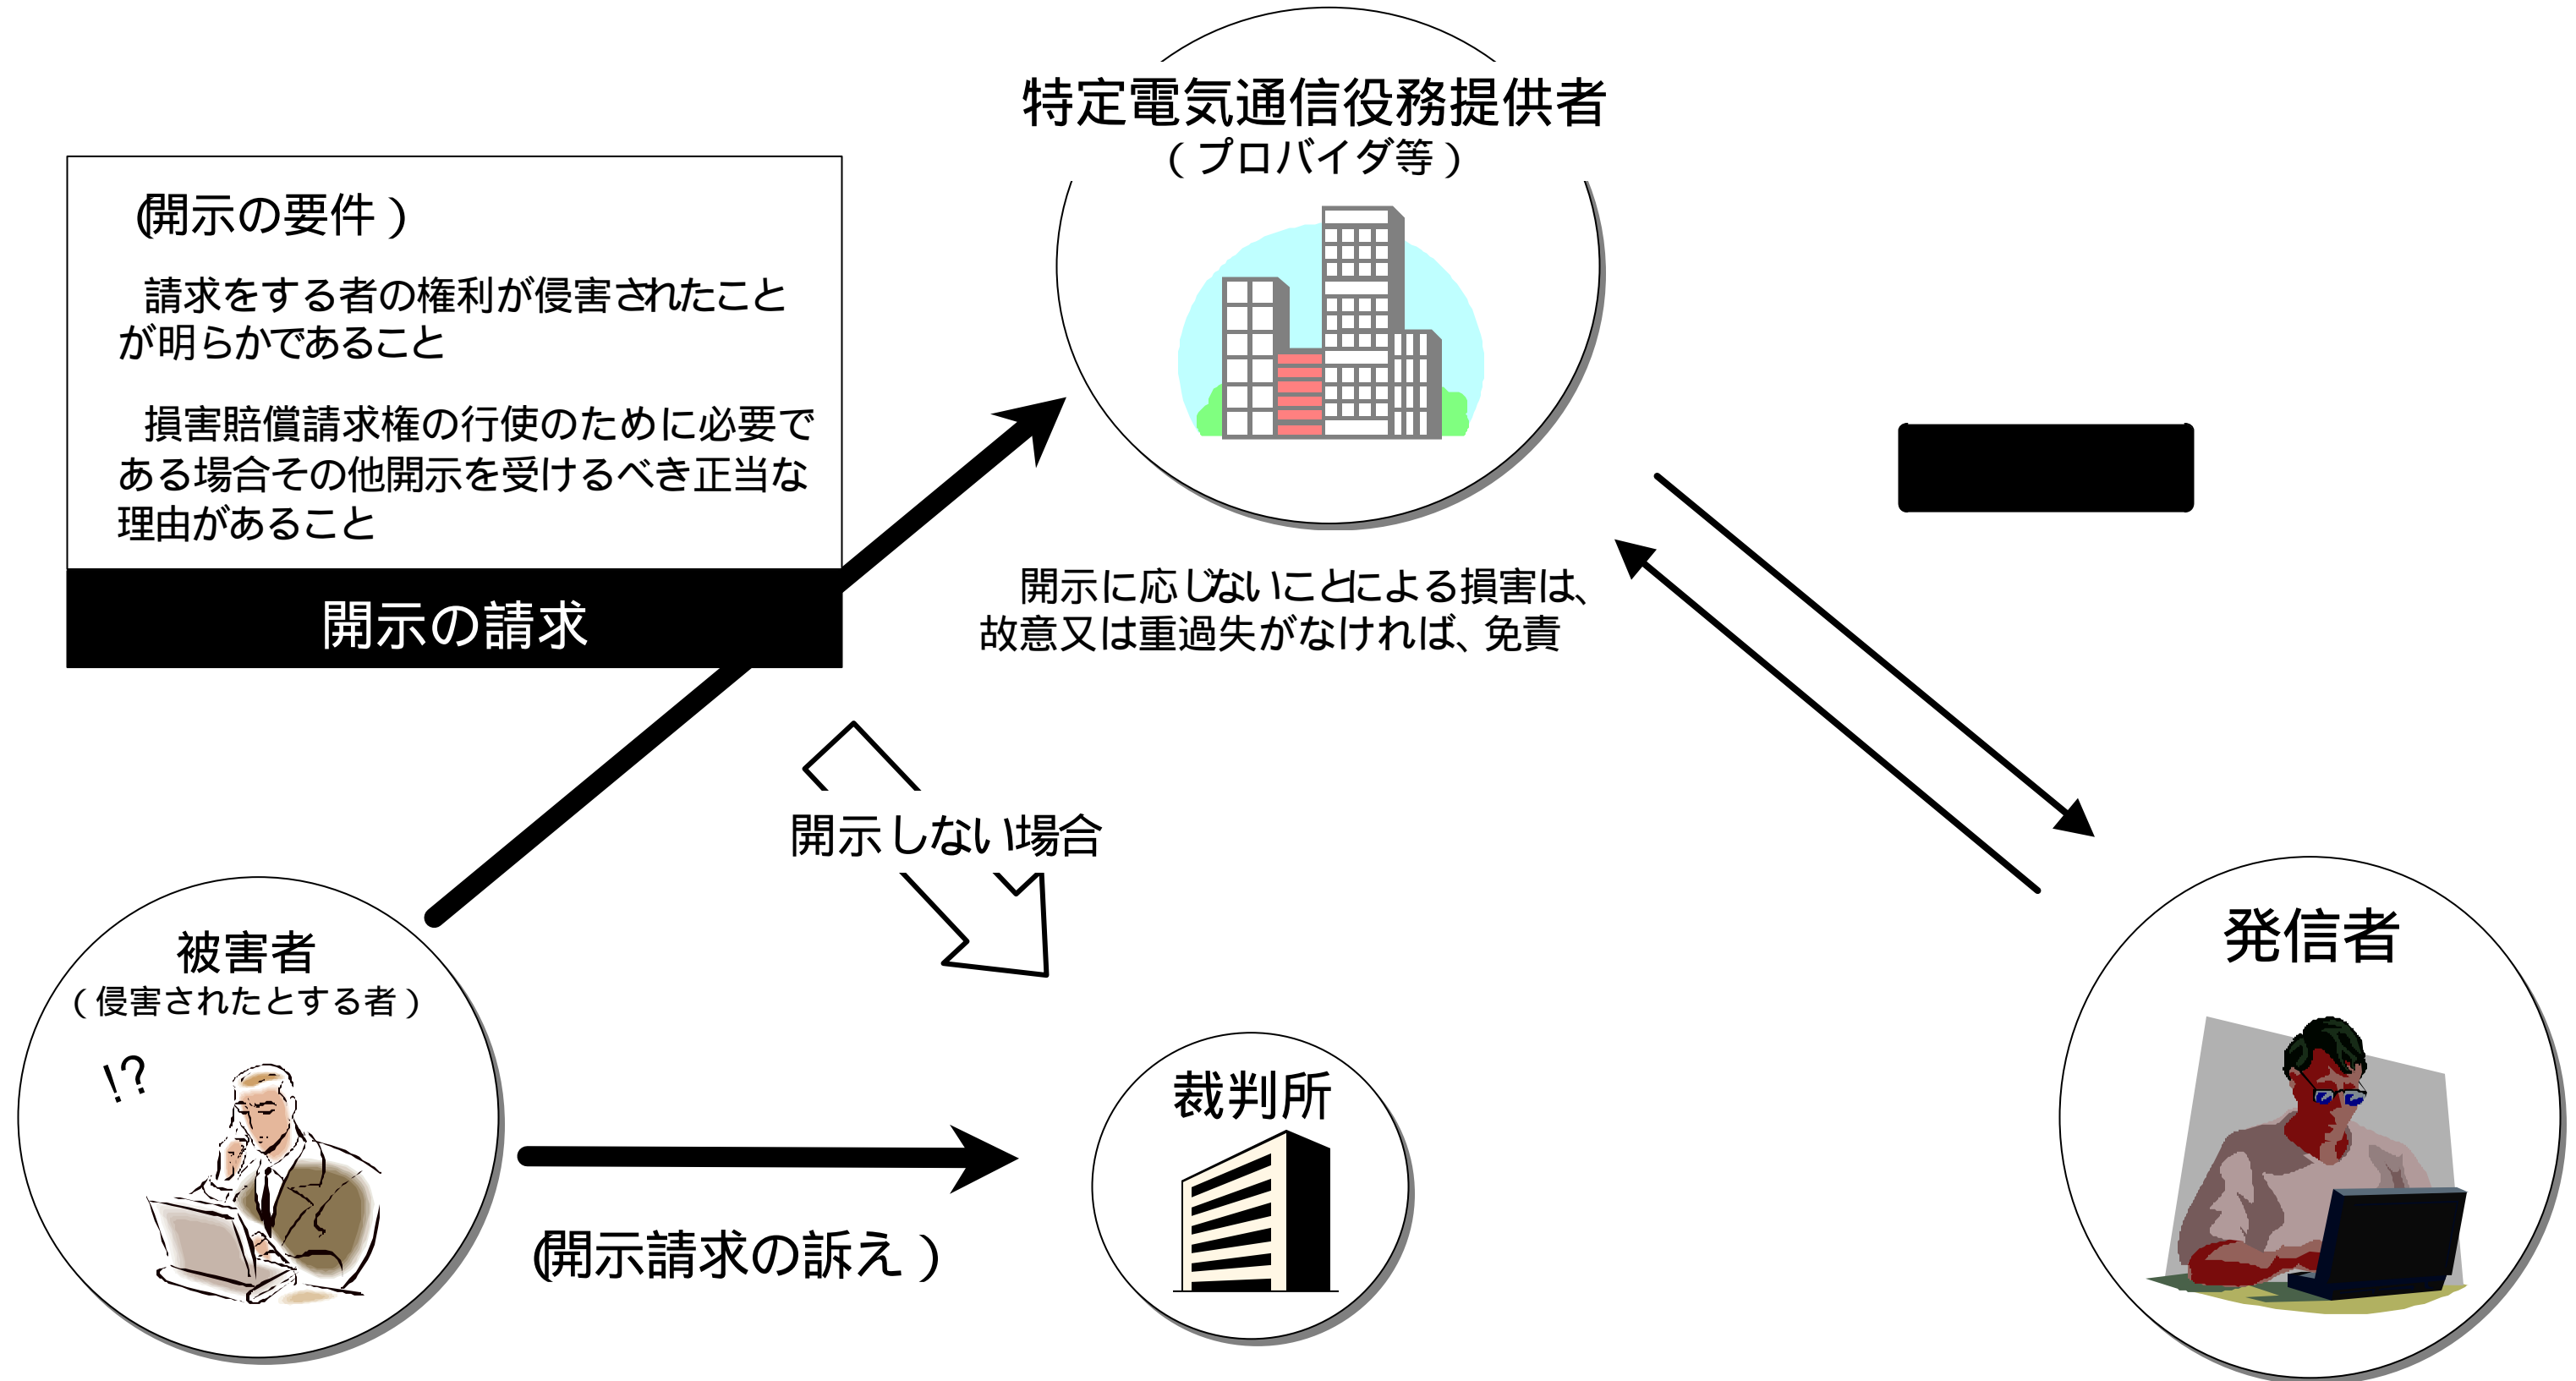 特定電気通信役務提供者
（プロバイダ等）
（開示の要件）
請求をする者の権利が侵害されたこと
が明らかであること
損害賠償請求権の行使のために必要で
ある場合その他開示を受けるべき正当な
理由があること
開示の請求
開示に応じないことによる損害は、
故意又は重過失がなければ、免責
開示しない場合
被害者
（侵害されたとする者）
!?
（開示請求の訴え）
裁判所
発信者